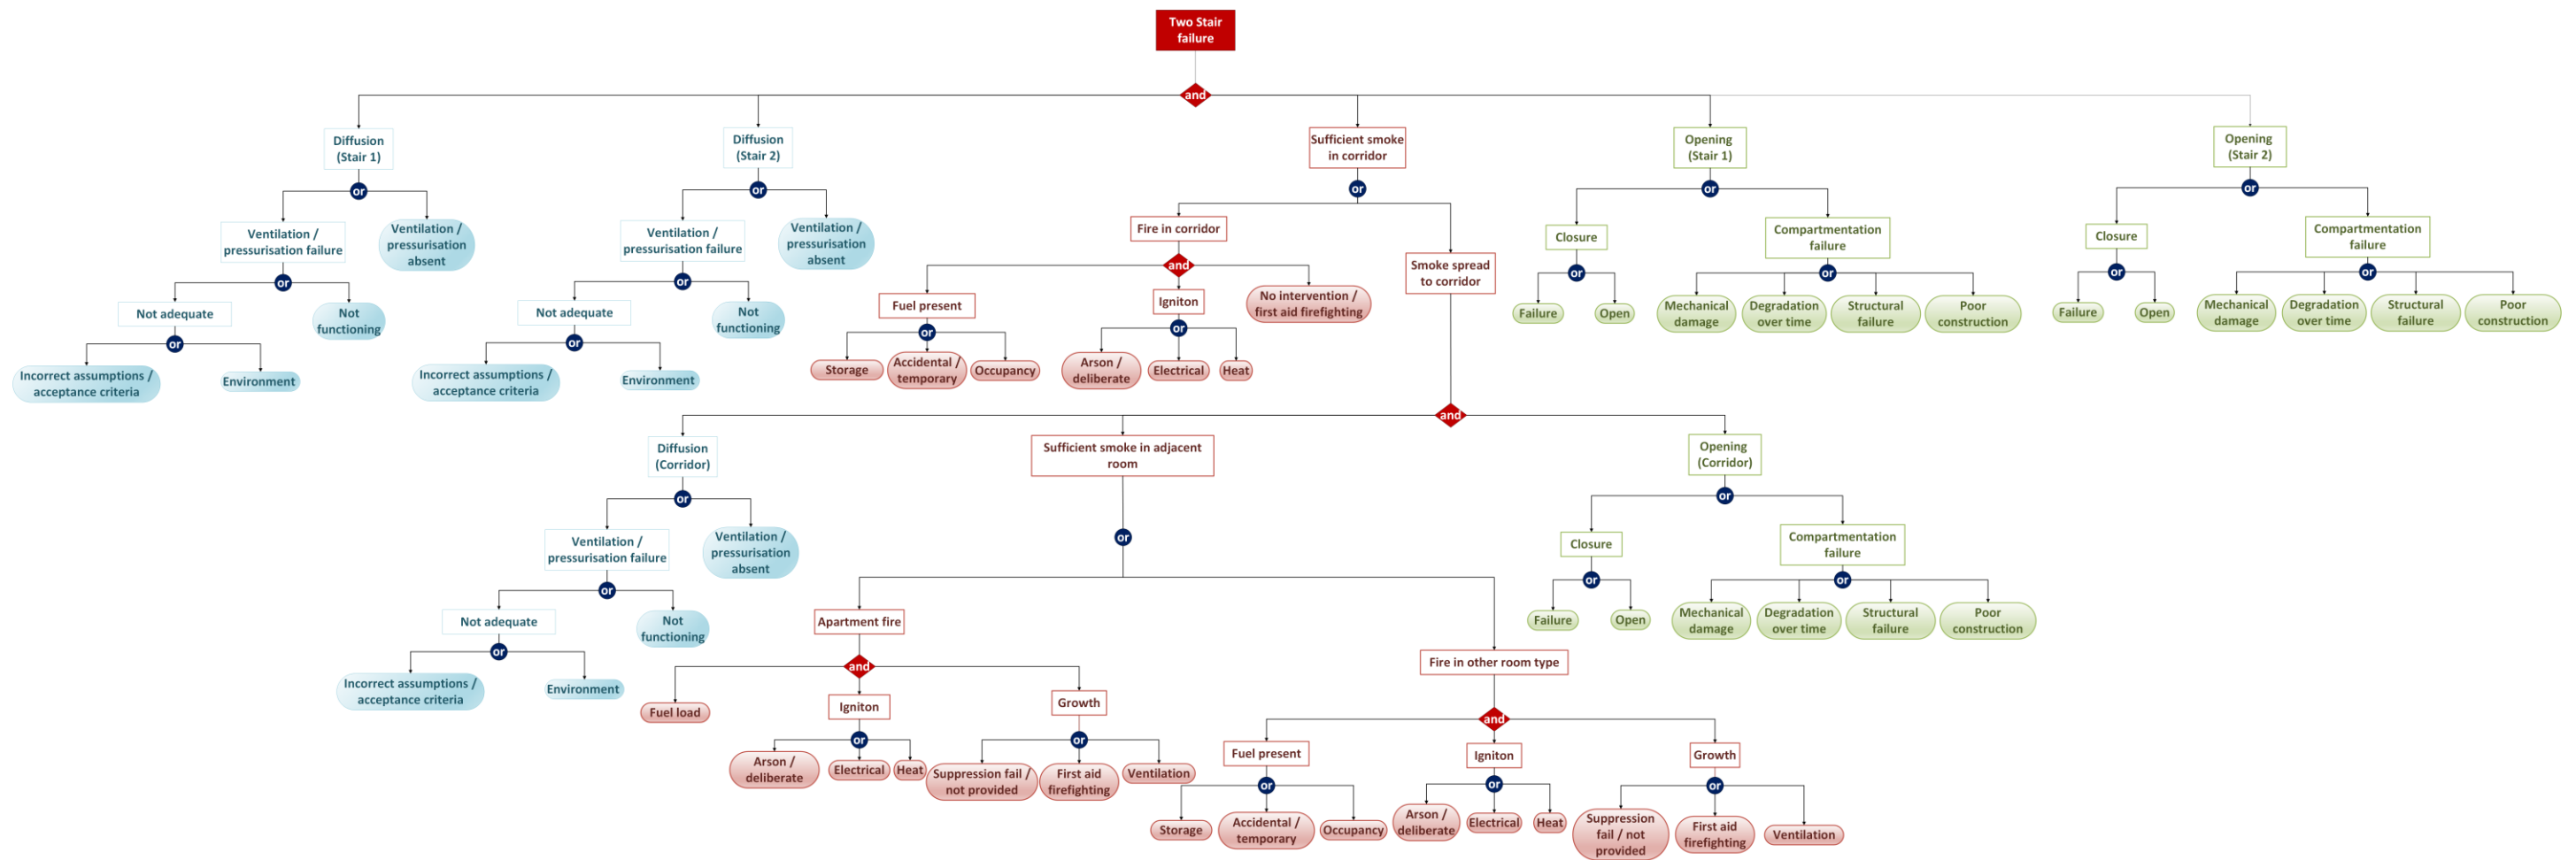 Two Stair
failure
and
Diffusion
(Stair 1)
Diffusion
(Stair 2)
Sufficient smoke
in corridor
Opening
(Stair 1)
Opening
(Stair 2)
or
or
or
or
or
Ventilation /
pressurisation failure
Ventilation /
pressurisation
absent
Ventilation /
pressurisation failure
Ventilation /
pressurisation
absent
Fire in corridor
Smoke spread
to corridor
Closure
Compartmentation
failure
Closure
Compartmentation
failure
or
or
and
or
or
or
or
Not adequate
Not
functioning
Not adequate
Not
functioning
Fuel present
Igniton
No intervention /
first aid firefighting
Failure
Open
Mechanical
damage
Degradation
over time
Structural
failure
Poor
construction
Failure
Open
Mechanical
damage
Degradation
over time
Structural
failure
Poor
construction
or
or
or
or
Incorrect assumptions /
acceptance criteria
Environment
Incorrect assumptions /
acceptance criteria
Environment
Storage
Accidental /
temporary
Occupancy
Arson /
deliberate
Electrical
Heat
and
Diffusion
(Corridor)
Sufficient smoke in adjacent
room
Opening
(Corridor)
or
or
or
Ventilation /
pressurisation failure
Ventilation /
pressurisation
absent
Closure
Compartmentation
failure
or
or
or
Not adequate
Not
functioning
Apartment fire
Failure
Open
Mechanical
damage
Degradation
over time
Structural
failure
Poor
construction
or
and
Fire in other room type
Incorrect assumptions /
acceptance criteria
Environment
Fuel load
Igniton
Growth
and
or
or
Fuel present
Igniton
Growth
Arson /
deliberate
Electrical
Heat
Suppression fail /
not provided
First aid
firefighting
Ventilation
or
or
or
Storage
Accidental /
temporary
Occupancy
Arson /
deliberate
Electrical
Heat
Suppression
fail / not
provided
First aid
firefighting
Ventilation